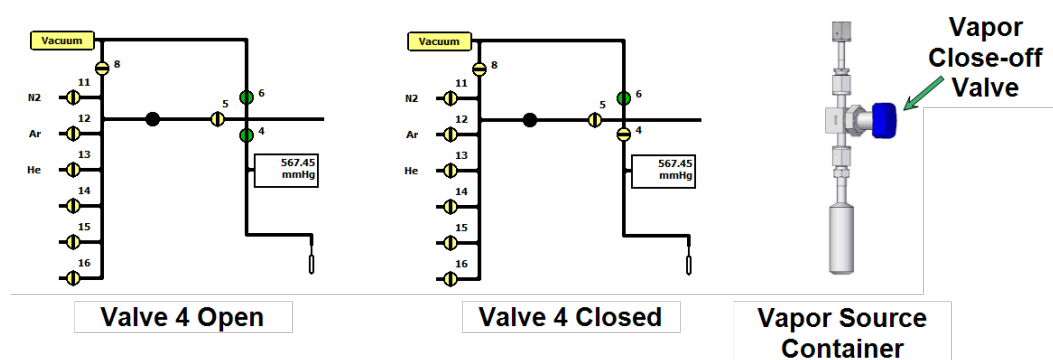 Vacuum
8
11
N2
12
Ar
13
He
14
15
16
5
6
4
567.45
mmHg
Valve 4 Open
Vacuum
8
11
N2
12
Ar
13
He
14
15
16
5
6
4
567.45
mmHg
Valve 4 Closed
Vapor
Close-off
Valve
Vapor Source
Container